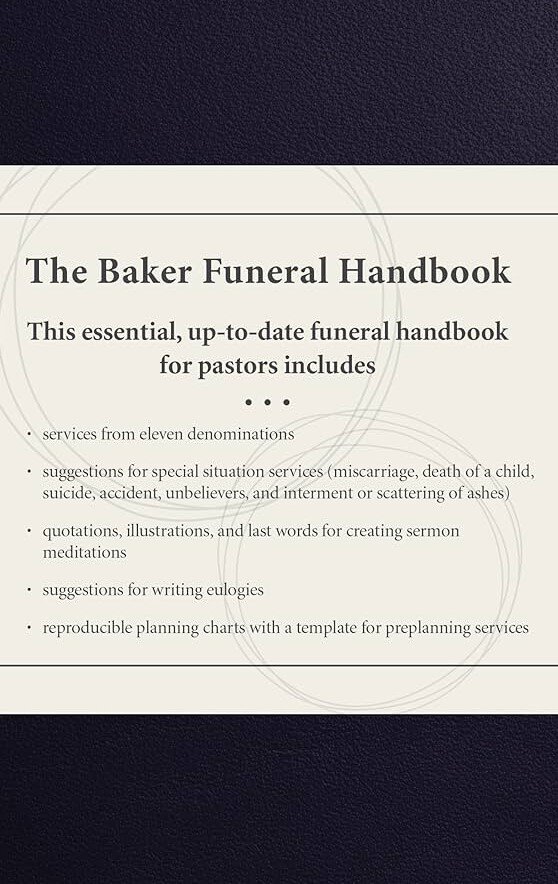 The Baker Funeral Handbook
This essential, up-to-date funeral handbook
for pastors includes
• • •
• services from eleven denominations
• suggestions for special situation services (miscarriage, death of a child,
suicide, accident, unbelievers, and interment or scattering of ashes)
• quotations, illustrations, and last words for creating sermon
meditations
• suggestions for writing eulogies
• reproducible planning charts with a template for preplanning services